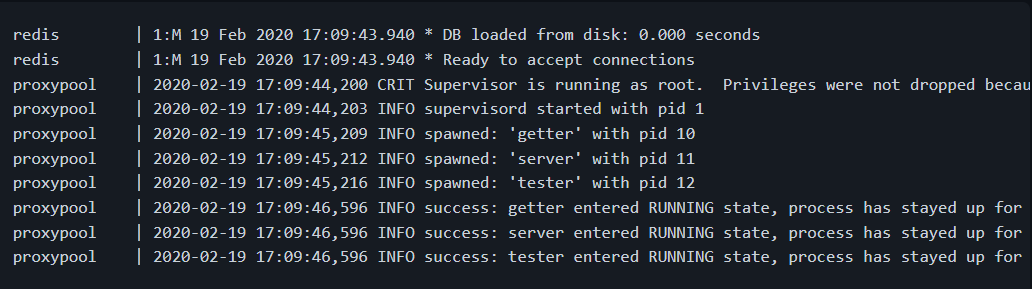 redis | 1:M 19 Feb 2020 17:09:43.940 * DB loaded from disk: 0.000 seconds
redis | 1:M 19 Feb 2020 17:09:43.940 * Ready to accept connections
proxypool | 2020-02-19 17:09:44,200 CRIT Supervisor is running as root.  Privileges were not dropped becau
proxypool | 2020-02-19 17:09:44,203 INFO supervisord started with pid 1
proxypool | 2020-02-19 17:09:45,209 INFO spawned: 'getter' with pid 10
proxypool | 2020-02-19 17:09:45,212 INFO spawned: 'server' with pid 11
proxypool | 2020-02-19 17:09:45,216 INFO spawned: 'tester' with pid 12
proxypool | 2020-02-19 17:09:46,596 INFO success: getter entered RUNNING state, process has stayed up for
proxypool | 2020-02-19 17:09:46,596 INFO success: server entered RUNNING state, process has stayed up for
proxypool | 2020-02-19 17:09:46,596 INFO success: tester entered RUNNING state, process has stayed up for